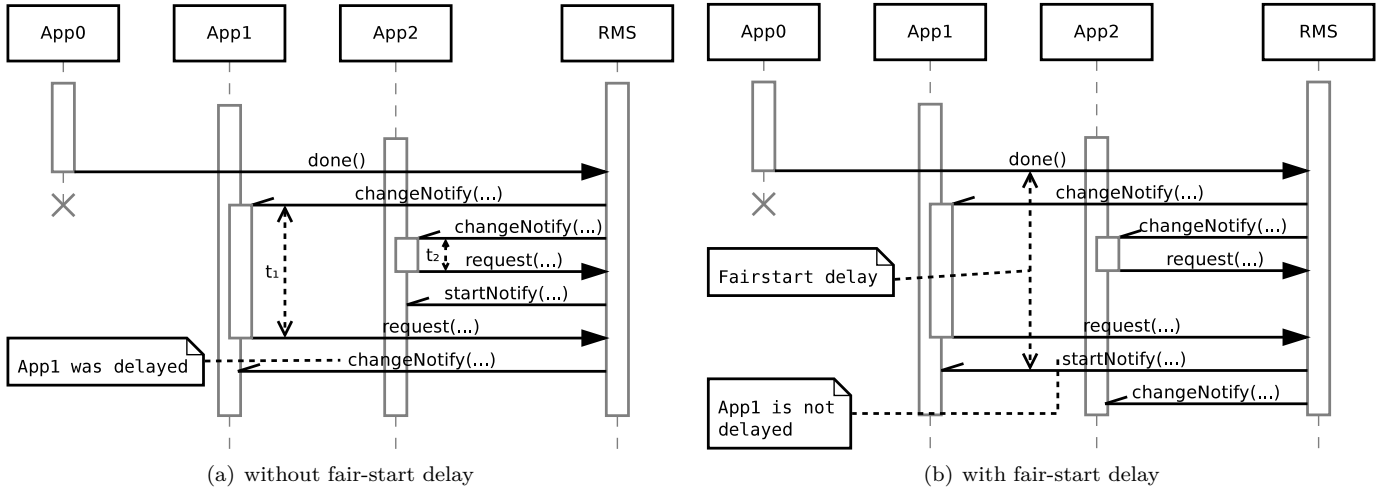 App0
App1
App2
RMS
done()
changeNotify(...)
changeNotify(...)
t₂
request(...)
t₁
startNotify(...)
request(...)
App1 was delayed
changeNotify(...)
(a) without fair-start delay
App0
App1
App2
RMS
done()
changeNotify(...)
changeNotify(...)
request(...)
Fairstart delay
request(...)
startNotify(...)
changeNotify(...)
App1 is not
delayed
(b) with fair-start delay